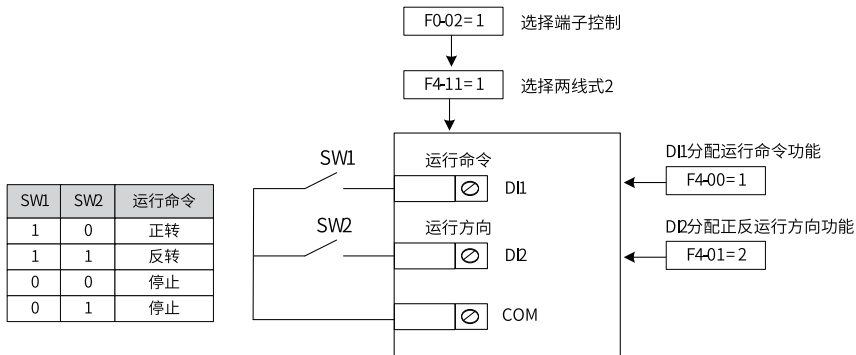 F0-02=1 选择端子控制
F4-11=1 选择两线式2
SW1 运行命令 DI1
DI1分配运行命令功能
F4-00=1
SW2 运行方向 DI2
DI2分配正反运行方向功能
F4-01=2
COM
SW1 SW2 运行命令
1 0 正转
1 1 反转
0 0 停止
0 1 停止